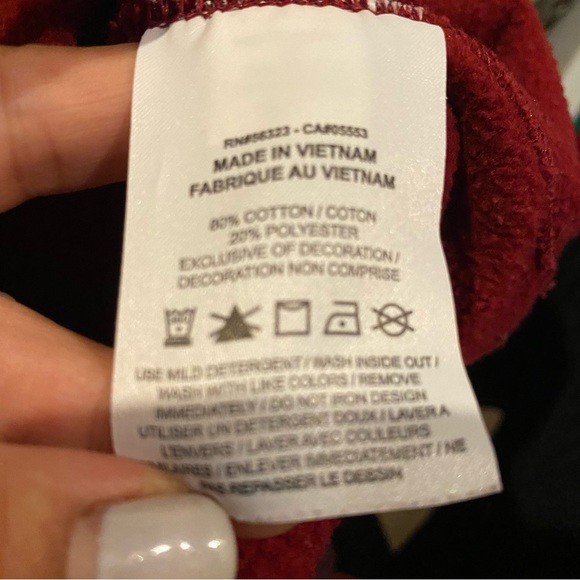 RN#56323 - CA#05553
MADE IN VIETNAM
FABRIQUE AU VIETNAM
80% COTTON / COTON
20% POLYESTER
EXCLUSIVE OF DECORATION /
DECORATION NON COMPRISE
USE MILD DETERGENT / WASH INSIDE OUT /
WASH WITH LIKE COLORS / REMOVE
IMMEDIATELY / DO NOT IRON DESIGN
UTILISER UN DETERGENT DOUX / LAVER A
L'ENVERS / LAVER AVEC COULEURS
/ ENLEVER IMMEDIATEMENT / NE
PAS REPASSER LE DESSIN